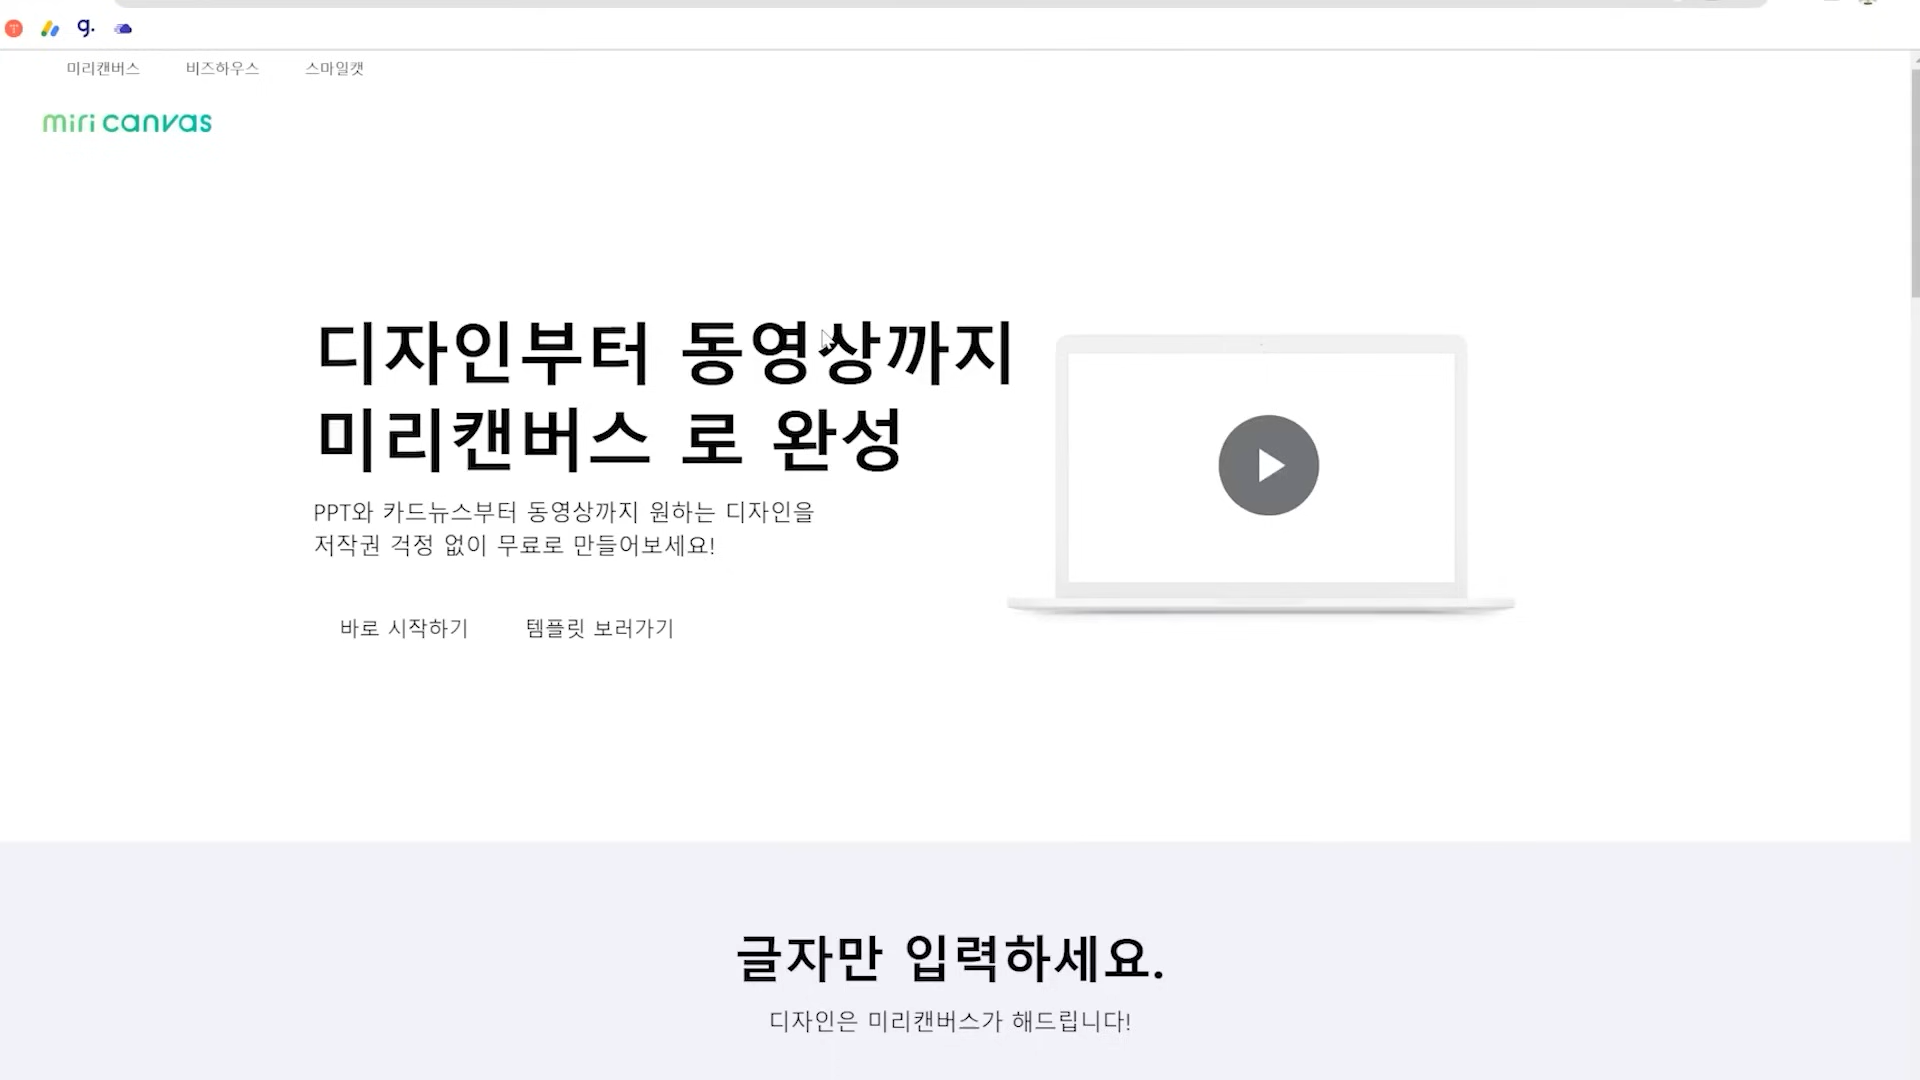 g.
미리캔버스 비즈하우스 스마일캣
miri canvas
디자인부터 동영상까지
미리캔버스 로 완성
PPT와 카드뉴스부터 동영상까지 원하는 디자인을
저작권 걱정 없이 무료로 만들어보세요!
바로 시작하기 템플릿 보러가기
글자만 입력하세요.
디자인은 미리캔버스가 해드립니다!